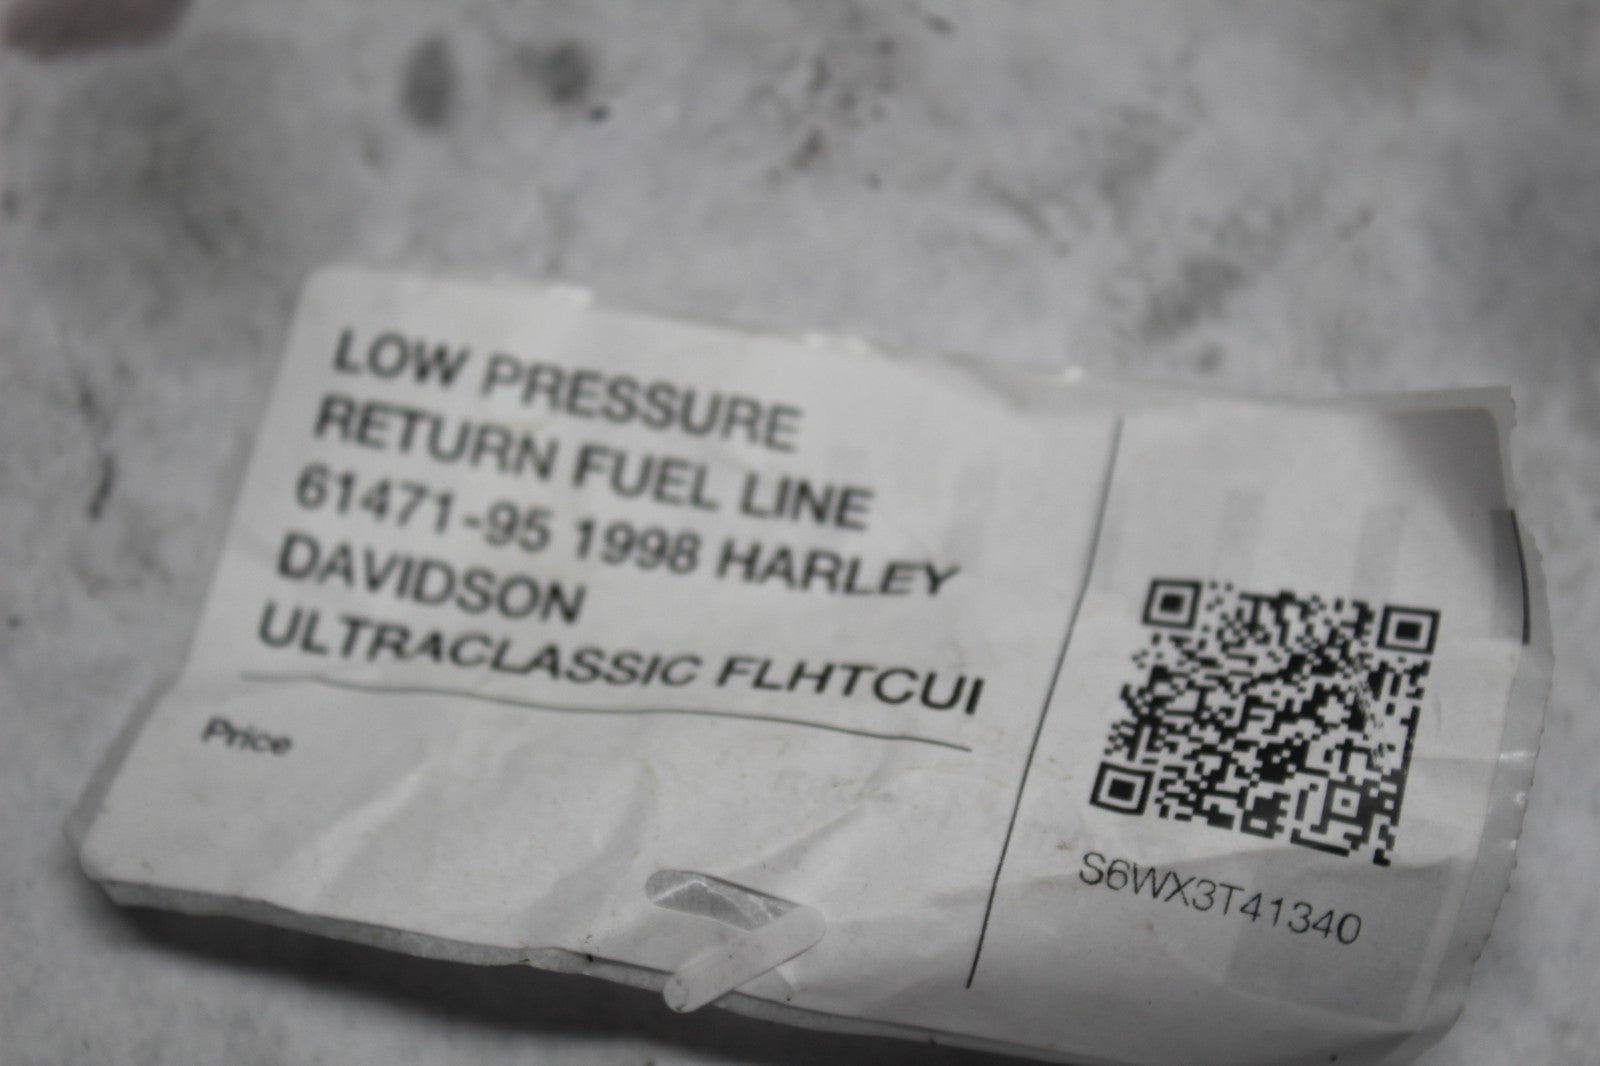 LOW PRESSURE
RETURN FUEL LINE
61471-95 1998 HARLEY
DAVIDSON
ULTRACLASSIC FLHTCUI
Price
S6WX3T41340